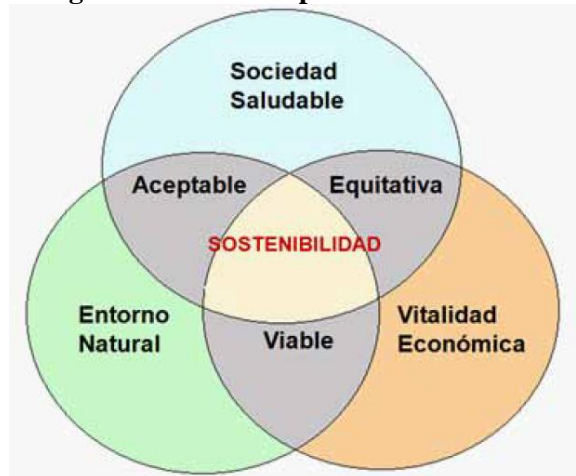 Sociedad
Saludable
Aceptable
Equitativa
SOSTENIBILIDAD
Entorno
Natural
Viable
Vitalidad
Económica